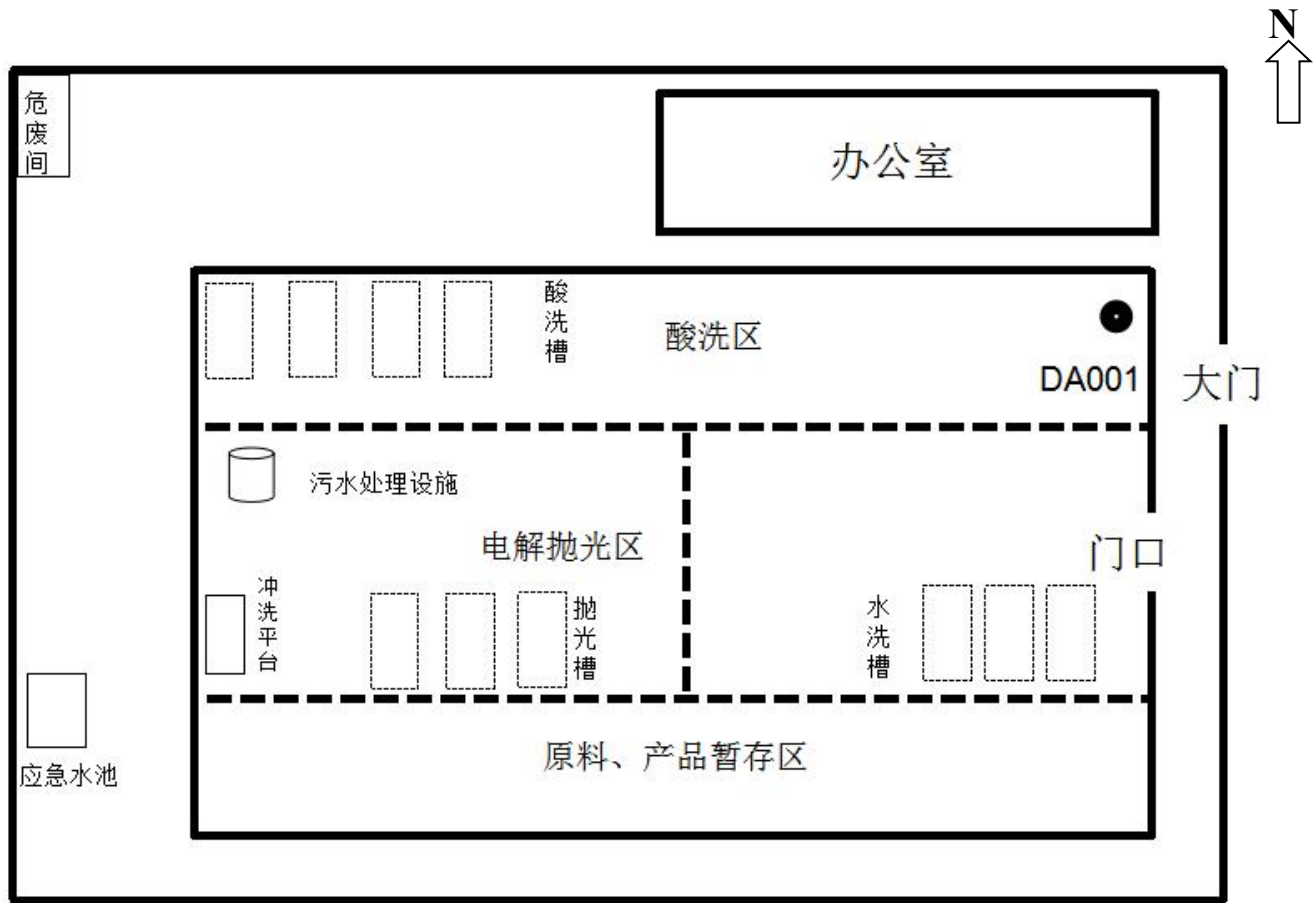 N
危废间
办公室
酸洗槽
酸洗区
DA001
大门
污水处理设施
电解抛光区
门口
冲洗平台
抛光槽
水洗槽
应急水池
原料、产品暂存区